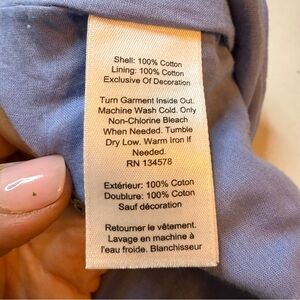 Shell: 100% Cotton
Lining: 100% Cotton
Exclusive Of Decoration
Turn Garment Inside Out.
Machine Wash Cold. Only
Non-Chlorine Bleach
When Needed. Tumble
Dry Low. Warm Iron If
Needed.
RN 134578
Extérieur: 100% Coton
Doublure: 100% Coton
Sauf décoration
Retourner le vêtement.
Lavage en machine à
l'eau froide. Blanchisseur